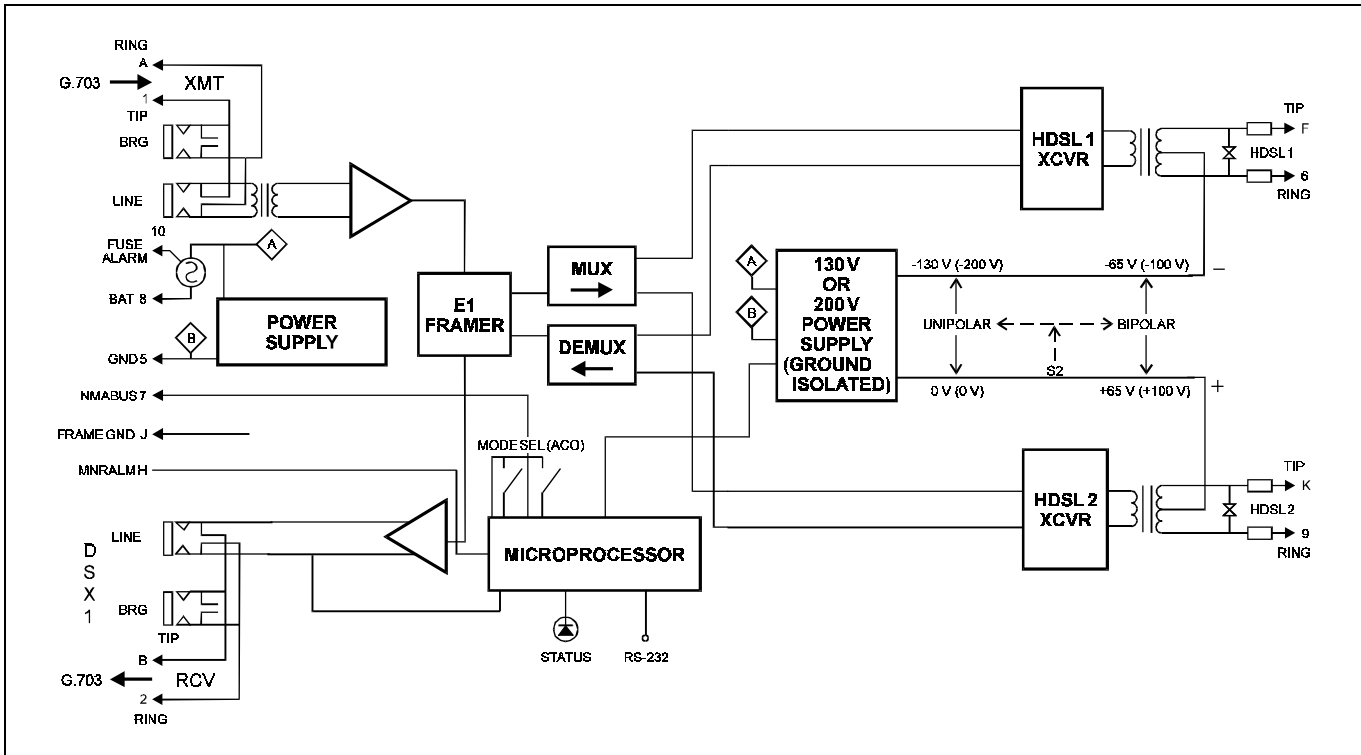 RING
A
G.703
XMT
1
TIP
BRG
LINE
10
FUSE
ALARM
A
BAT 8
B
GND 5
POWER
SUPPLY
NMABUS 7
FRAME GND J
MNRALM H
E1
FRAMER
MUX
DEMUX
MODE SEL (ACO)
MICROPROCESSOR
STATUS
RS-232
LINE
D
S
X
1
BRG
TIP
B
G.703
RCV
2
RING
HDSL 1
XCVR
TIP
F
HDSL1
6
RING
A
B
130 V
OR
200 V
POWER
SUPPLY
(GROUND
ISOLATED)
-130 V (-200 V)
-65 V (-100 V)
–
UNIPOLAR
BIPOLAR
S2
0 V (0 V)
+65 V (+100 V)
+
HDSL 2
XCVR
TIP
K
HDSL2
9
RING